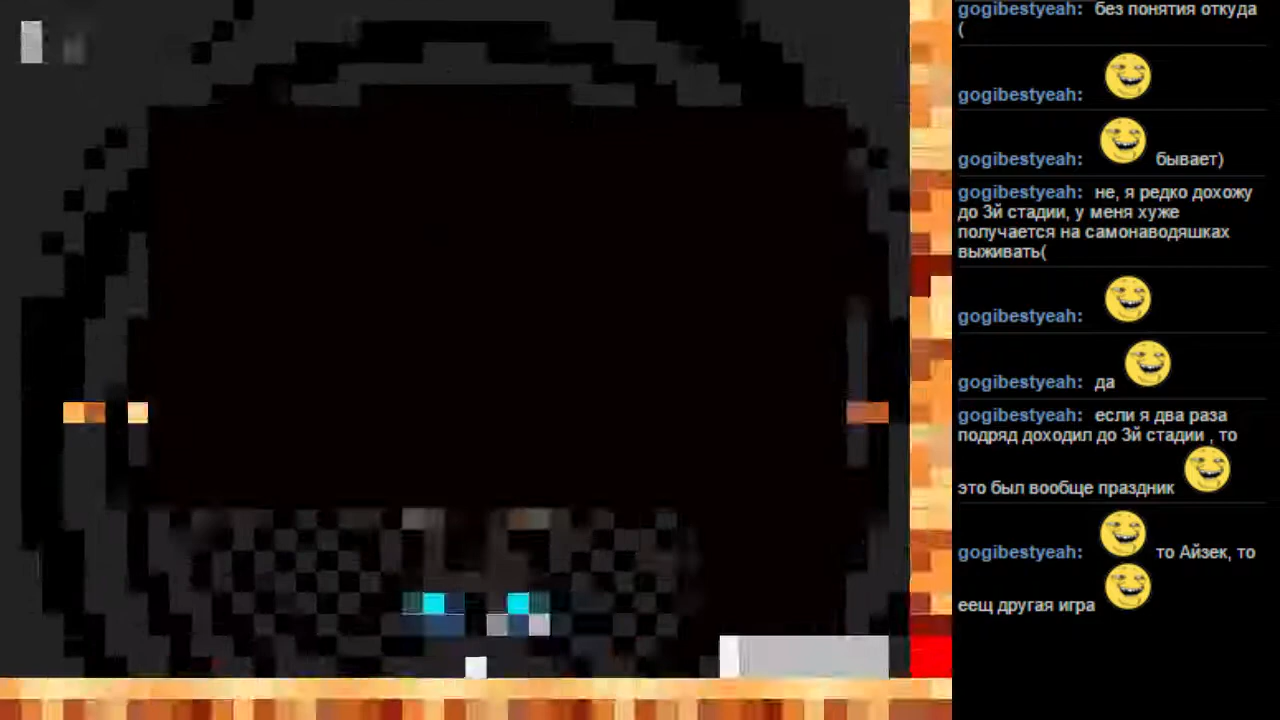 gogibestyeah: без понятия откуда
(
gogibestyeah:
gogibestyeah: бывает)
gogibestyeah: не, я редко дохожу
до 3й стадии, у меня хуже
получается на самонаводяшках
выживать(
gogibestyeah:
gogibestyeah: да
gogibestyeah: если я два раза
подряд доходил до 3й стадии , то
это был вообще праздник
gogibestyeah: то Айзек, то
еещ другая игра